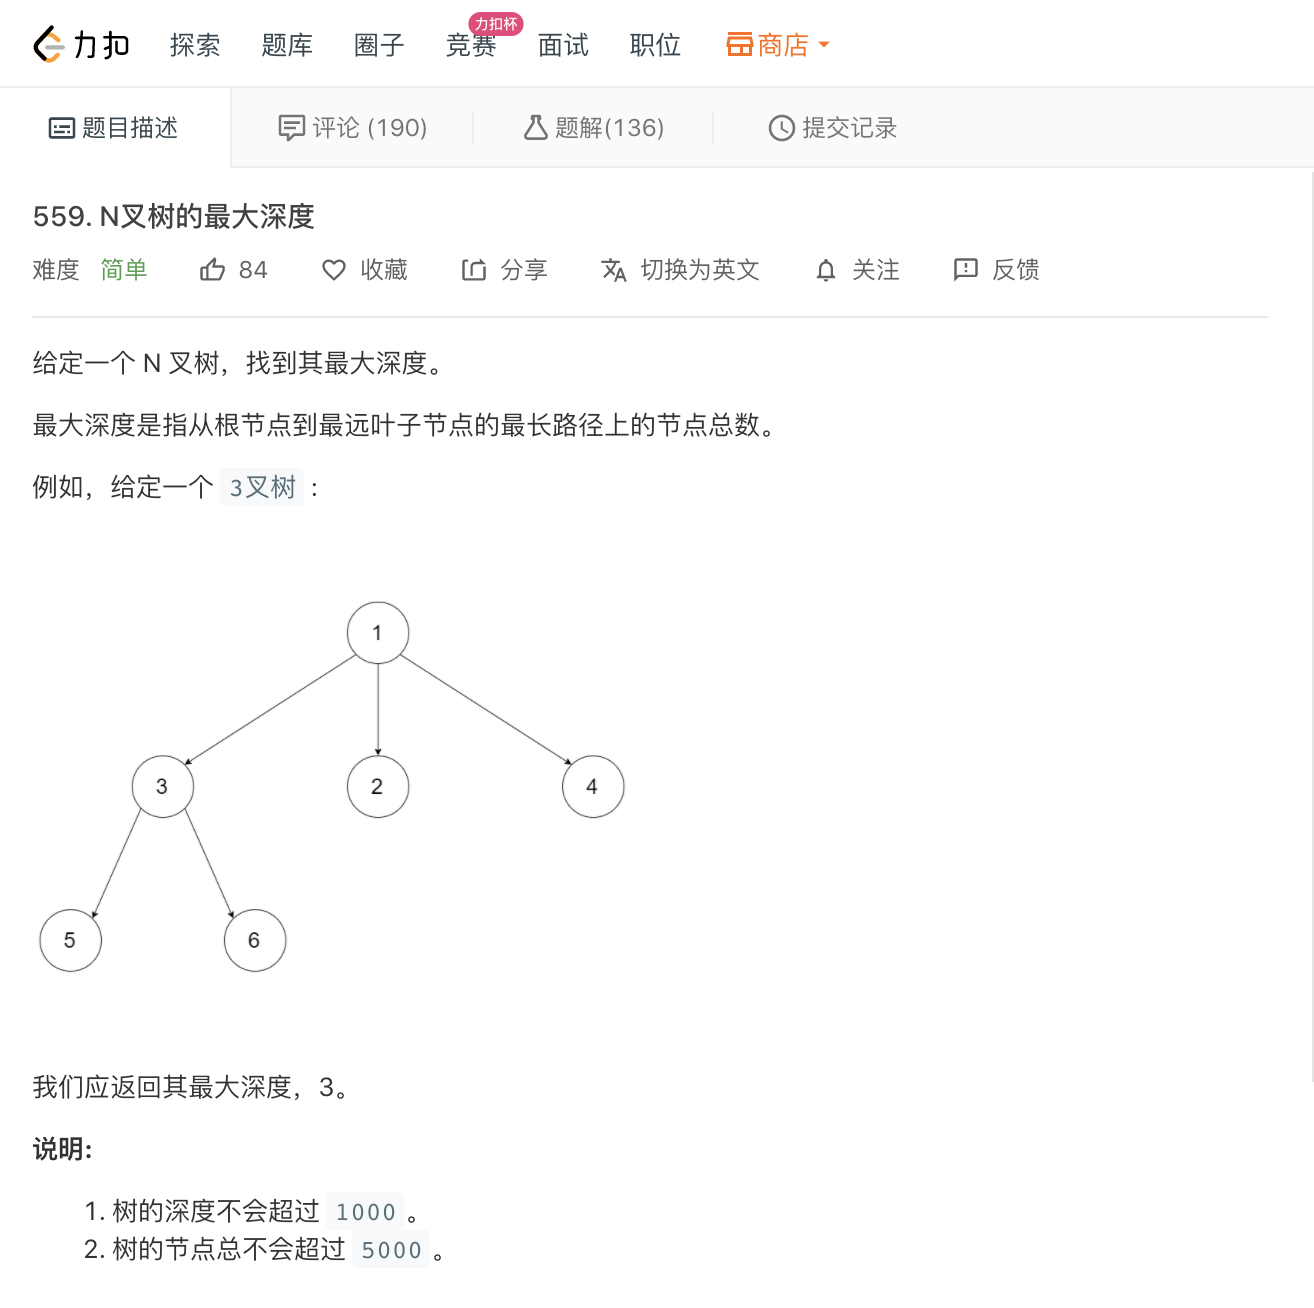 力扣 探索 题库 圈子 竞赛 力扣杯 面试 职位 商店
题目描述 评论 (190) 题解(136) 提交记录
559. N叉树的最大深度
难度 简单 84 收藏 分享 切换为英文 关注 反馈
给定一个 N 叉树，找到其最大深度。
最大深度是指从根节点到最远叶子节点的最长路径上的节点总数。
例如，给定一个 3叉树 :
1
3 2 4
5 6
我们应返回其最大深度，3。
说明:
1. 树的深度不会超过 1000 。
2. 树的节点总不会超过 5000 。